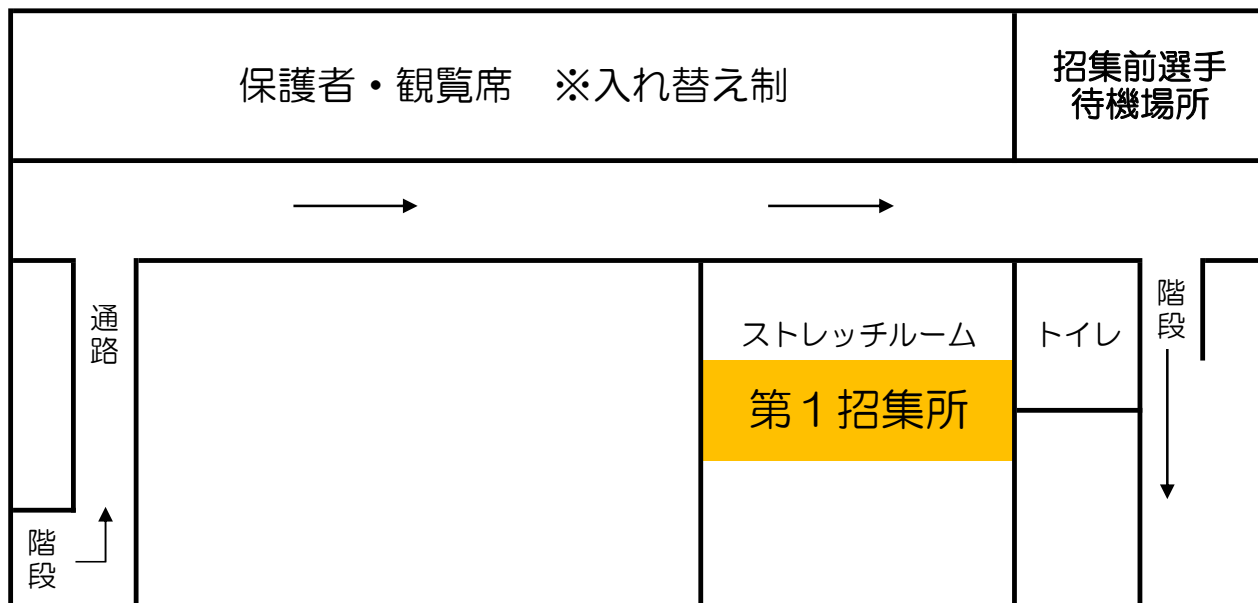 保護者・観覧席　※入れ替え制
招集前選手
待機場所
通路
ストレッチルーム
トイレ
階段
第１招集所
階段